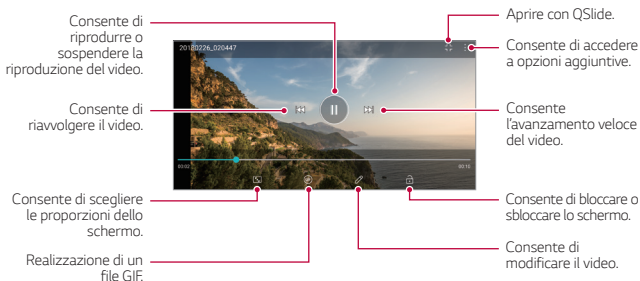 Consente di
riprodurre o
sospendere la
riproduzione del video.
Consente di
riavvolgere il video.
Consente di scegliere
le proporzioni dello
schermo.
Realizzazione di un
file GIF.
20180226_020447
00:02
00:10
Aprire con QSlide.
Consente di accedere
a opzioni aggiuntive.
Consente
l'avanzamento veloce
del video.
Consente di bloccare o
sbloccare lo schermo.
Consente di
modificare il video.